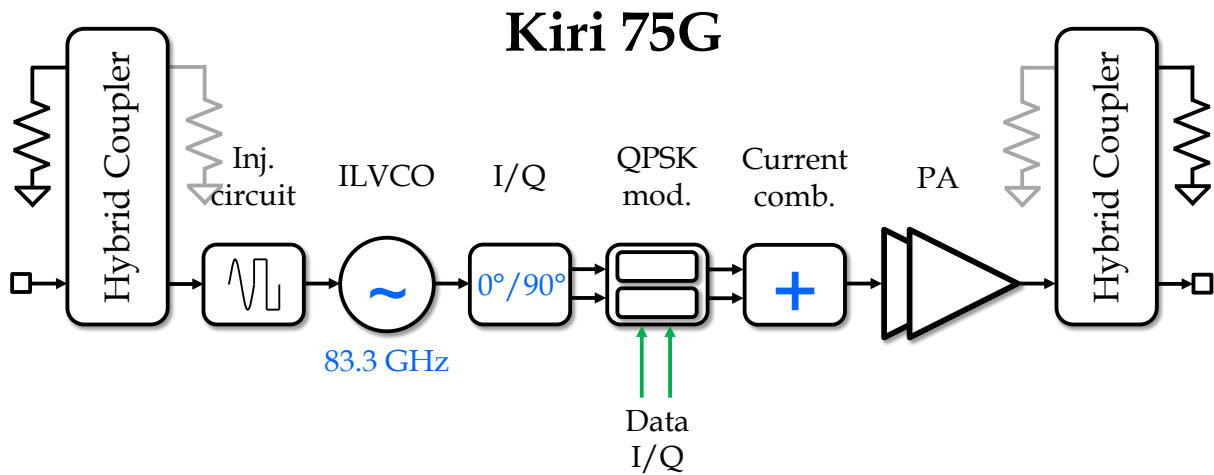 Kiri 75G
Hybrid Coupler
Inj.
circuit
ILVCO
I/Q
QPSK
mod.
Current
comb.
PA
Hybrid Coupler
~
0°/90°
+
83.3 GHz
Data
I/Q